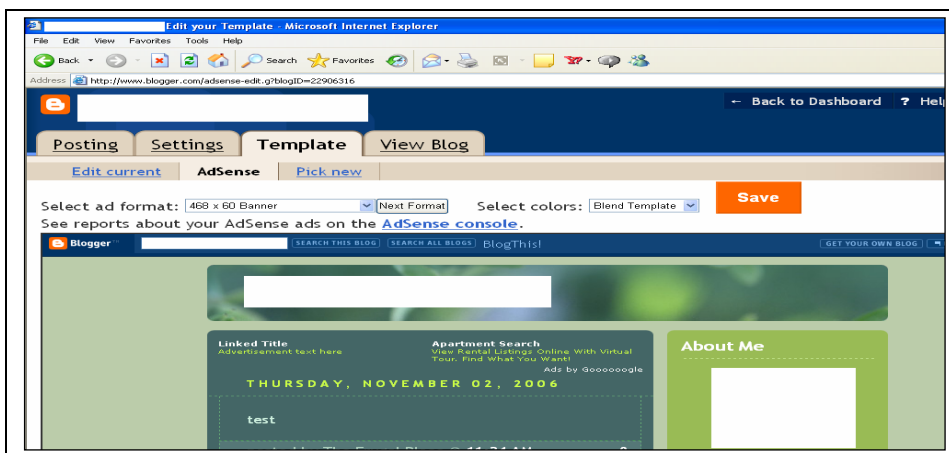 Edit your Template - Microsoft Internet Explorer
File Edit View Favorites Tools Help
Back Search Favorites
Address http://www.blogger.com/adsense-edit.g?blogID=22906316
← Back to Dashboard ? Hel
Posting Settings Template View Blog
Edit current AdSense Pick new
Select ad format: 468 x 60 Banner Next Format Select colors: Blend Template Save
See reports about your AdSense ads on the AdSense console.
Blogger SEARCH THIS BLOG SEARCH ALL BLOGS BlogThis! GET YOUR OWN BLOG
Linked Title Apartment Search About Me
Advertisement text here View Rental Listings Online With Virtual
Tour. Find What You Want!
Ads by Goooooogle
THURSDAY, NOVEMBER 02, 2006
test